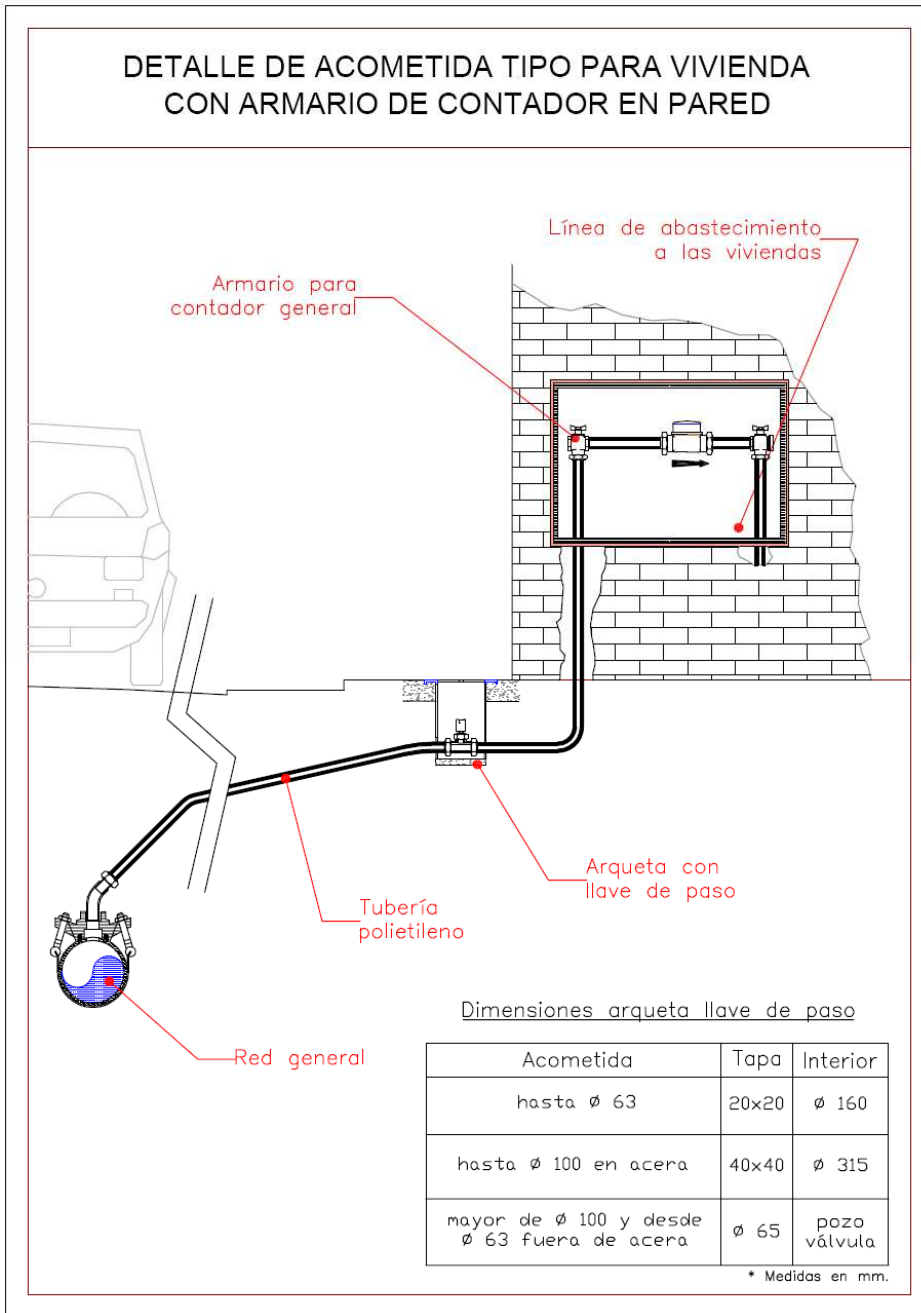 DETALLE DE ACOMETIDA TIPO PARA VIVIENDA
CON ARMARIO DE CONTADOR EN PARED
Línea de abastecimiento
a las viviendas
Armario para
contador general
Arqueta con
llave de paso
Tubería
polietileno
Red general
Dimensiones arqueta llave de paso
Acometida Tapa Interior
hasta ø 63 20x20 ø 160
hasta ø 100 en acera 40x40 ø 315
mayor de ø 100 y desde
ø 63 fuera de acera ø 65 pozo
válvula
* Medidas en mm.